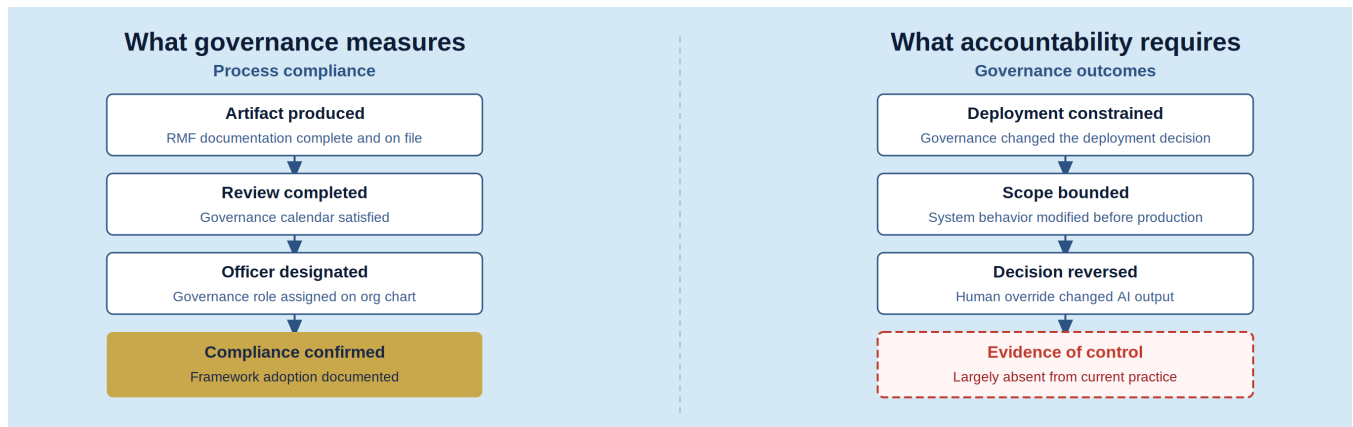 What governance measures
Process compliance
Artifact produced
RMF documentation complete and on file
Review completed
Governance calendar satisfied
Officer designated
Governance role assigned on org chart
Compliance confirmed
Framework adoption documented
What accountability requires
Governance outcomes
Deployment constrained
Governance changed the deployment decision
Scope bounded
System behavior modified before production
Decision reversed
Human override changed AI output
Evidence of control
Largely absent from current practice